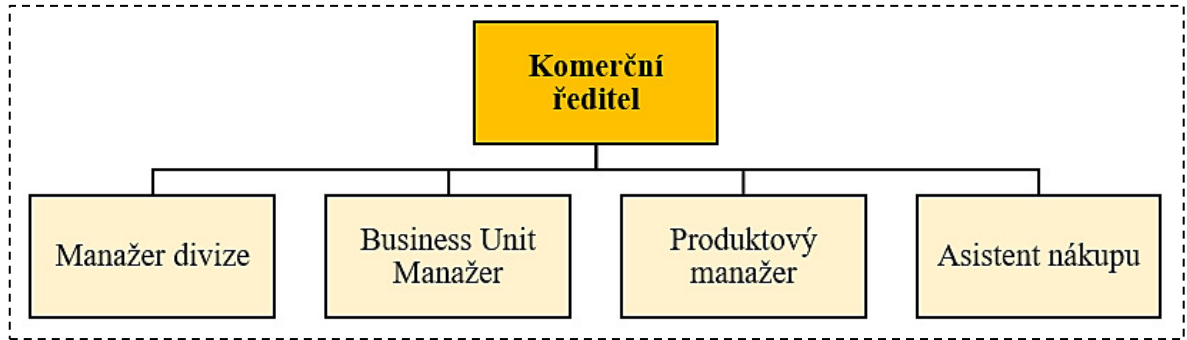 Komerční
ředitel
Manažer divize
Business Unit
Manažer
Produktový
manažer
Asistent nákupu